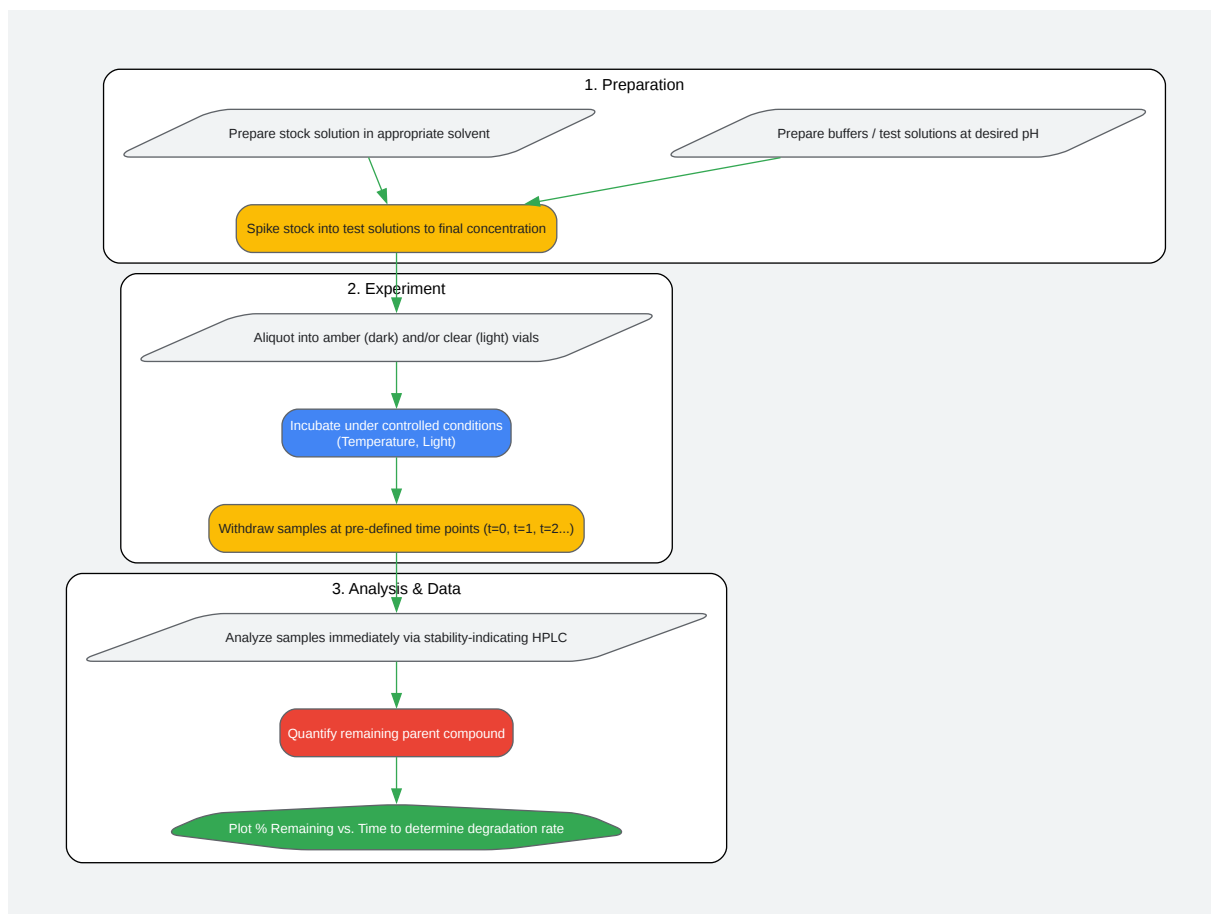 1. Preparation
Prepare stock solution in appropriate solvent
Prepare buffers / test solutions at desired pH
Spike stock into test solutions to final concentration
2. Experiment
Aliquot into amber (dark) and/or clear (light) vials
Incubate under controlled conditions
(Temperature, Light)
Withdraw samples at pre-defined time points (t=0, t=1, t=2...)
3. Analysis & Data
Analyze samples immediately via stability-indicating HPLC
Quantify remaining parent compound
Plot % Remaining vs. Time to determine degradation rate